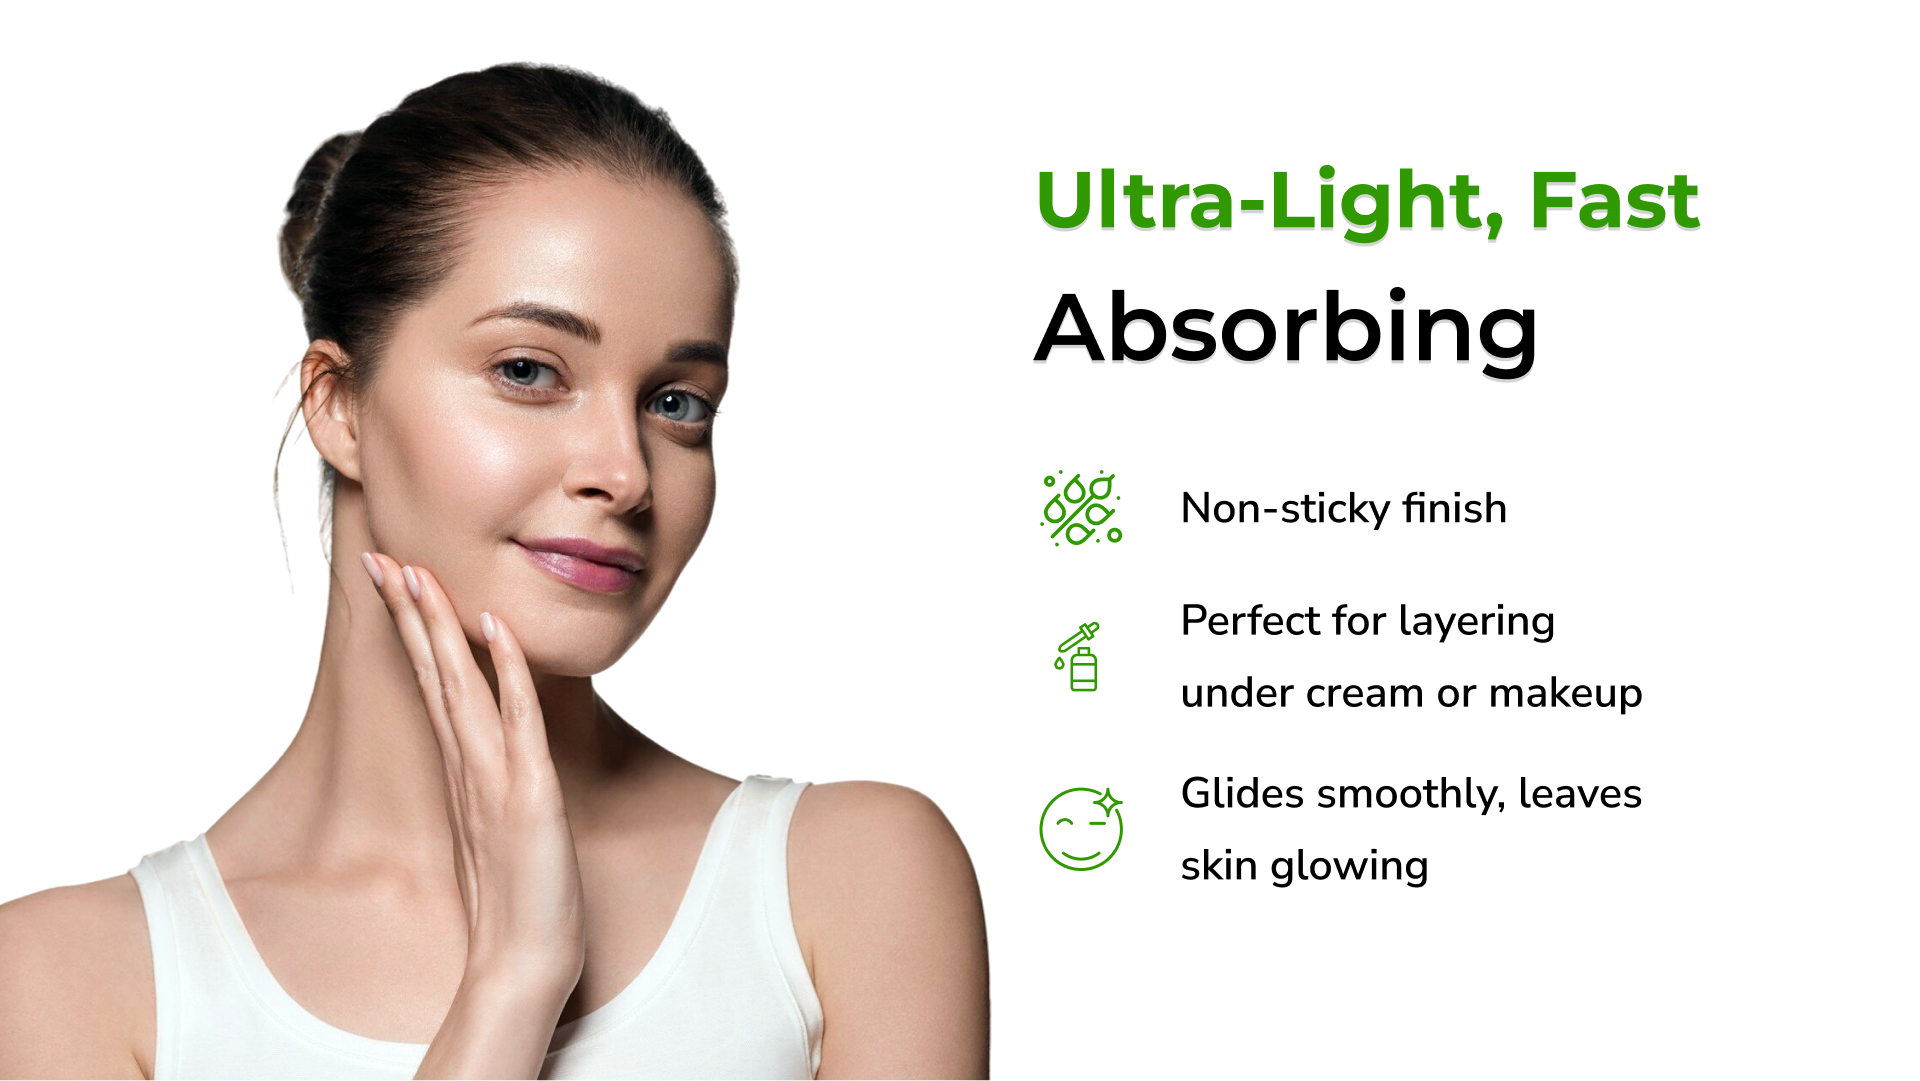 Ultra-Light, Fast
Absorbing
Non-sticky finish
Perfect for layering
under cream or makeup
Glides smoothly, leaves
skin glowing